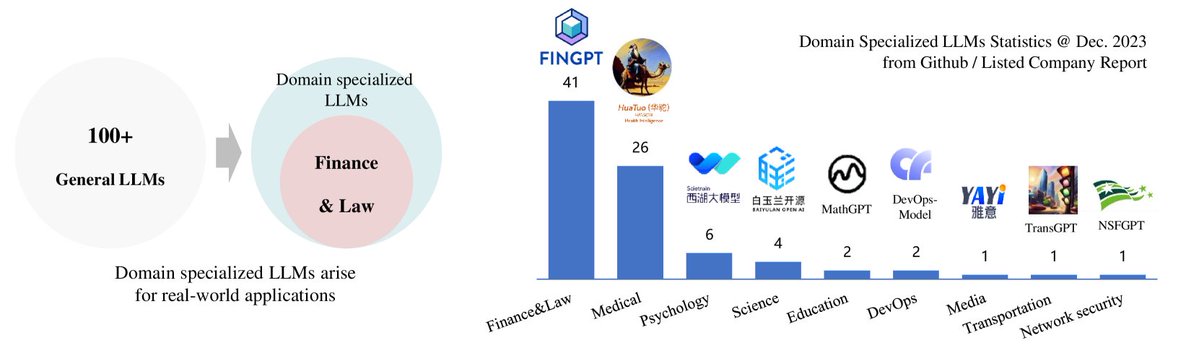 100+
General LLMs
Domain specialized
LLMs
Finance
& Law
Domain specialized LLMs arise
for real-world applications
Domain Specialized LLMs Statistics @ Dec. 2023
from Github / Listed Company Report
FINGPT
41
HuaTuo (华驼)
Health Intelligence
26
Scietrain
西湖大模型
6
白玉兰开源
BAIYULAN OPEN AI
4
MathGPT
2
DevOps-
Model
2
YAYi
雅意
1
TransGPT
1
NSFGPT
1
Finance&Law
Medical
Psychology
Science
Education
DevOps
Media
Transportation
Network security